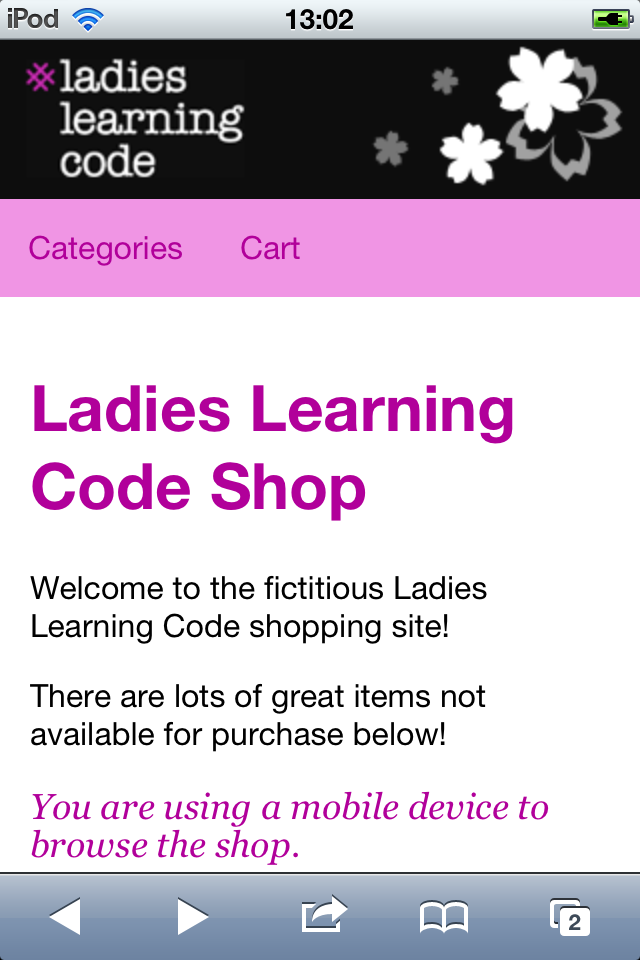 iPod 13:02
ladies
learning
code
Categories Cart
Ladies Learning
Code Shop
Welcome to the fictitious Ladies
Learning Code shopping site!
There are lots of great items not
available for purchase below!
You are using a mobile device to
browse the shop.
2